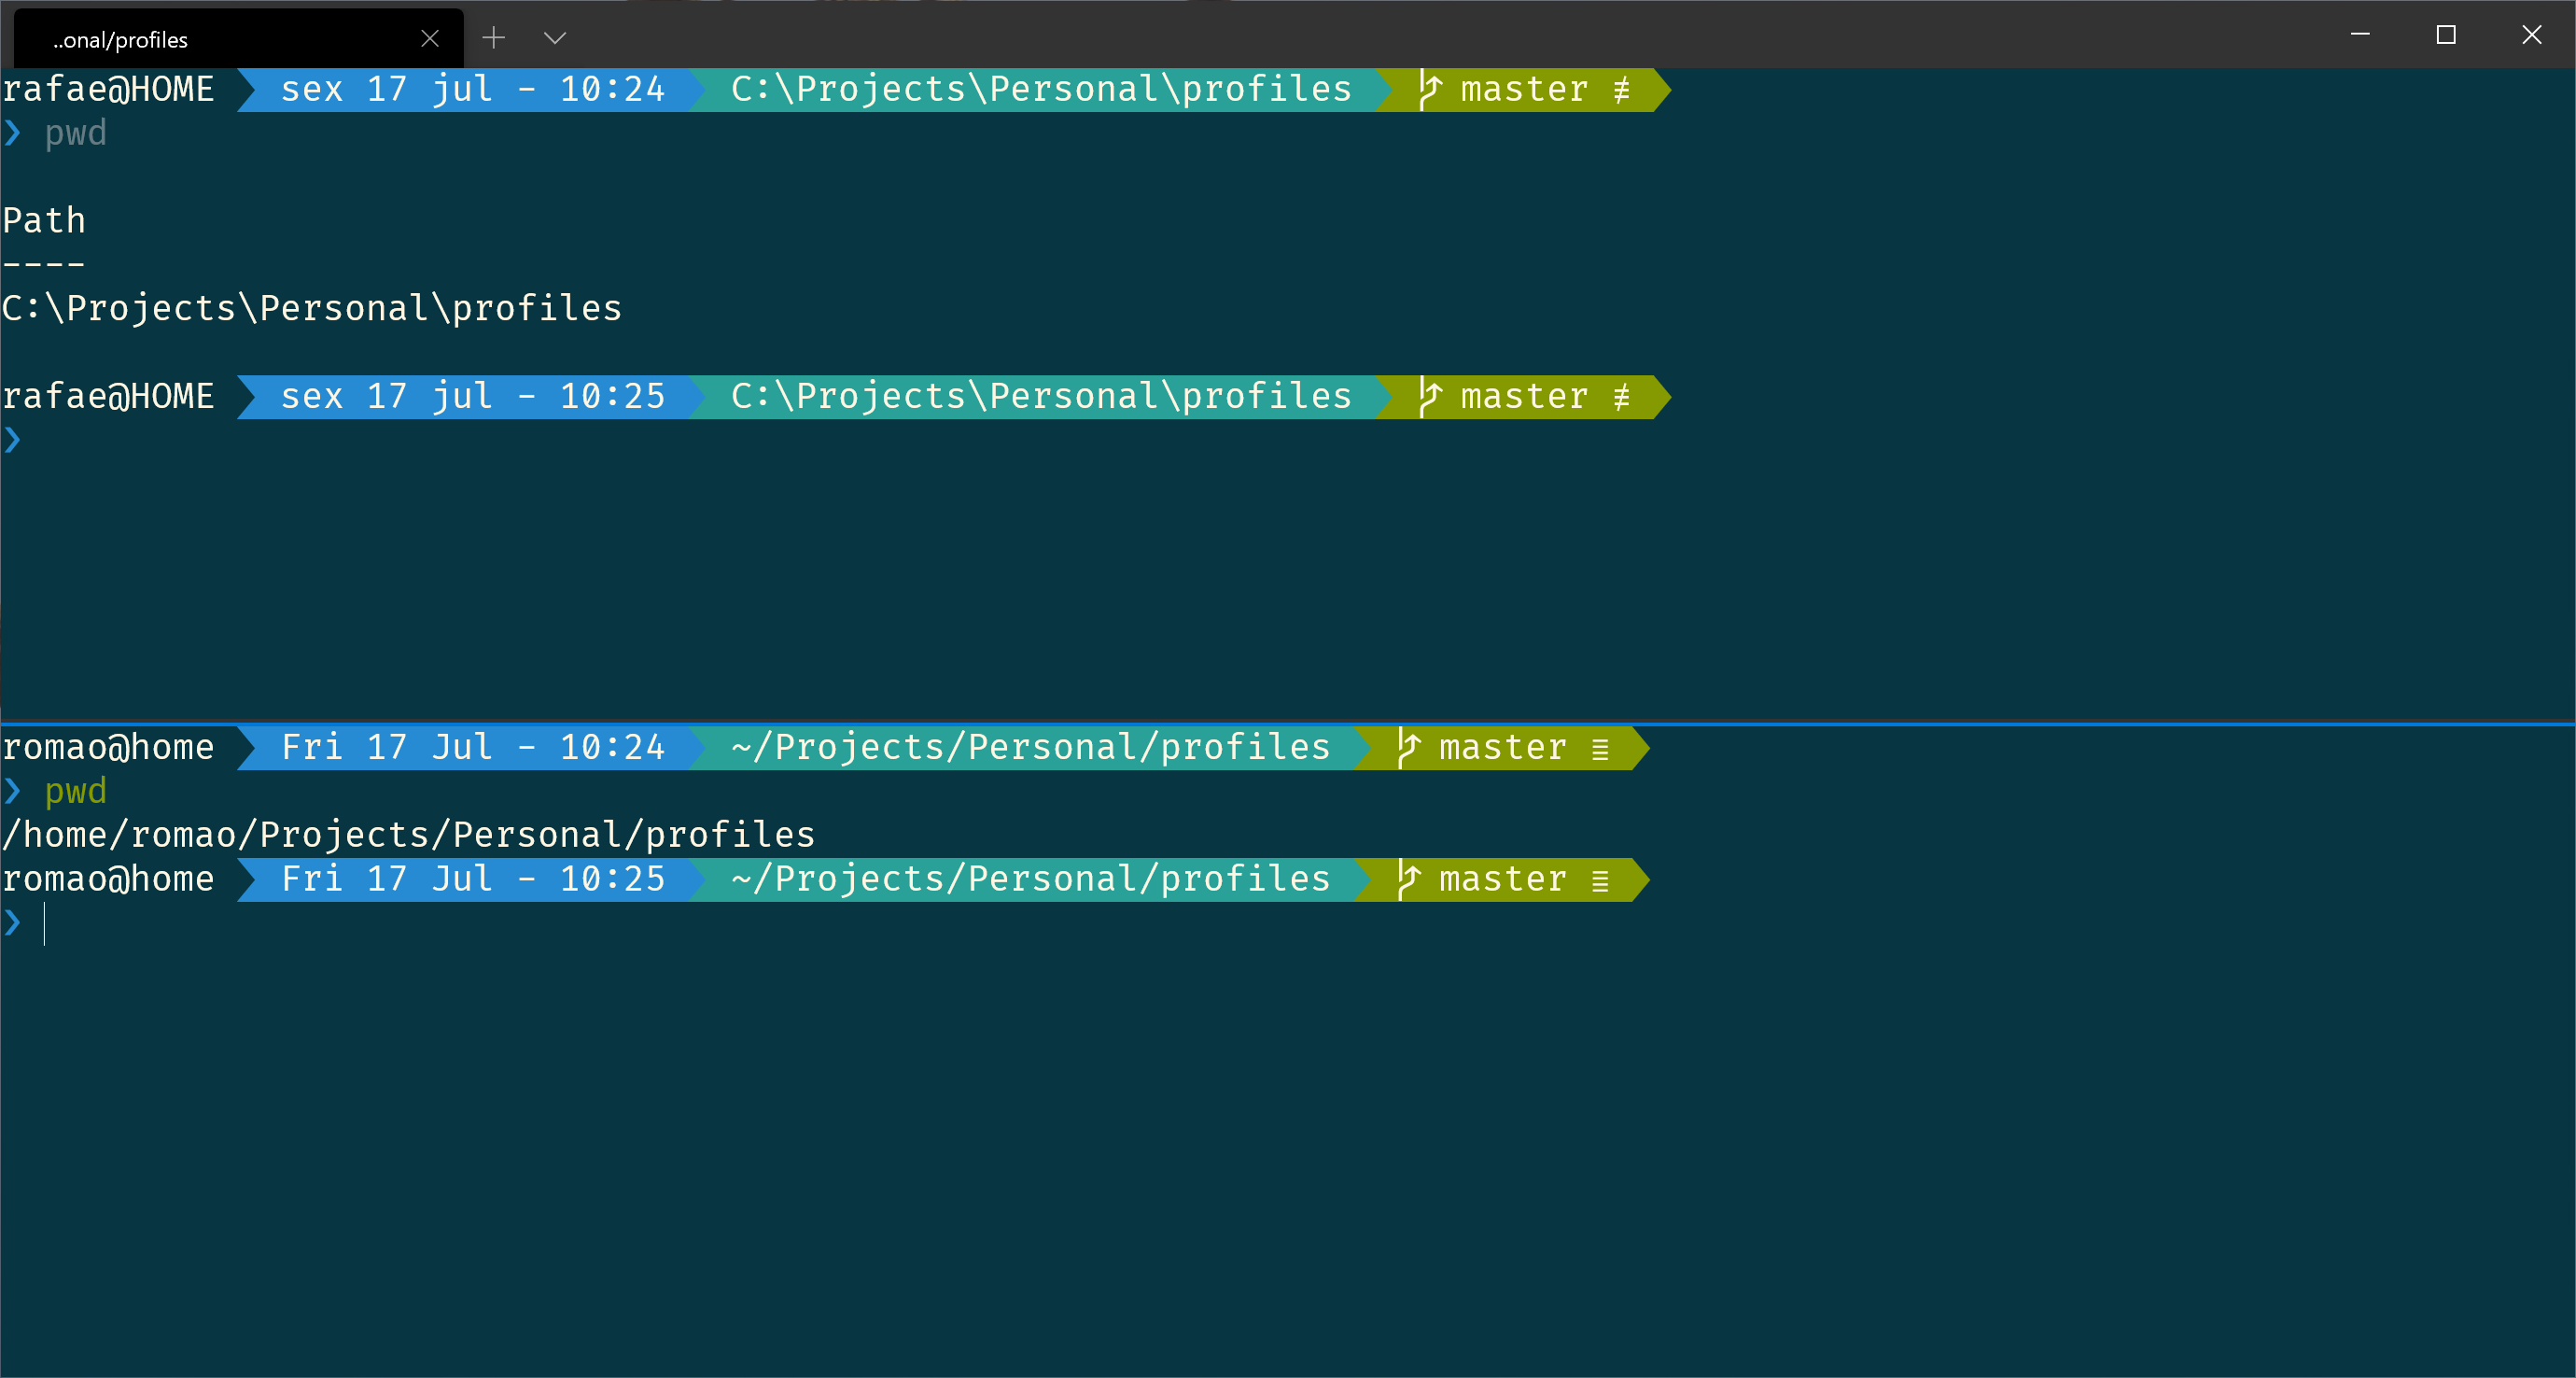 ..onal/profiles
rafae@HOME sex 17 jul - 10:24 C:\Projects\Personal\profiles master ≢
❯ pwd
Path
----
C:\Projects\Personal\profiles
rafae@HOME sex 17 jul - 10:25 C:\Projects\Personal\profiles master ≢
❯
romao@home Fri 17 Jul - 10:24 ~/Projects/Personal/profiles master ≣
❯ pwd
/home/romao/Projects/Personal/profiles
romao@home Fri 17 Jul - 10:25 ~/Projects/Personal/profiles master ≣
❯